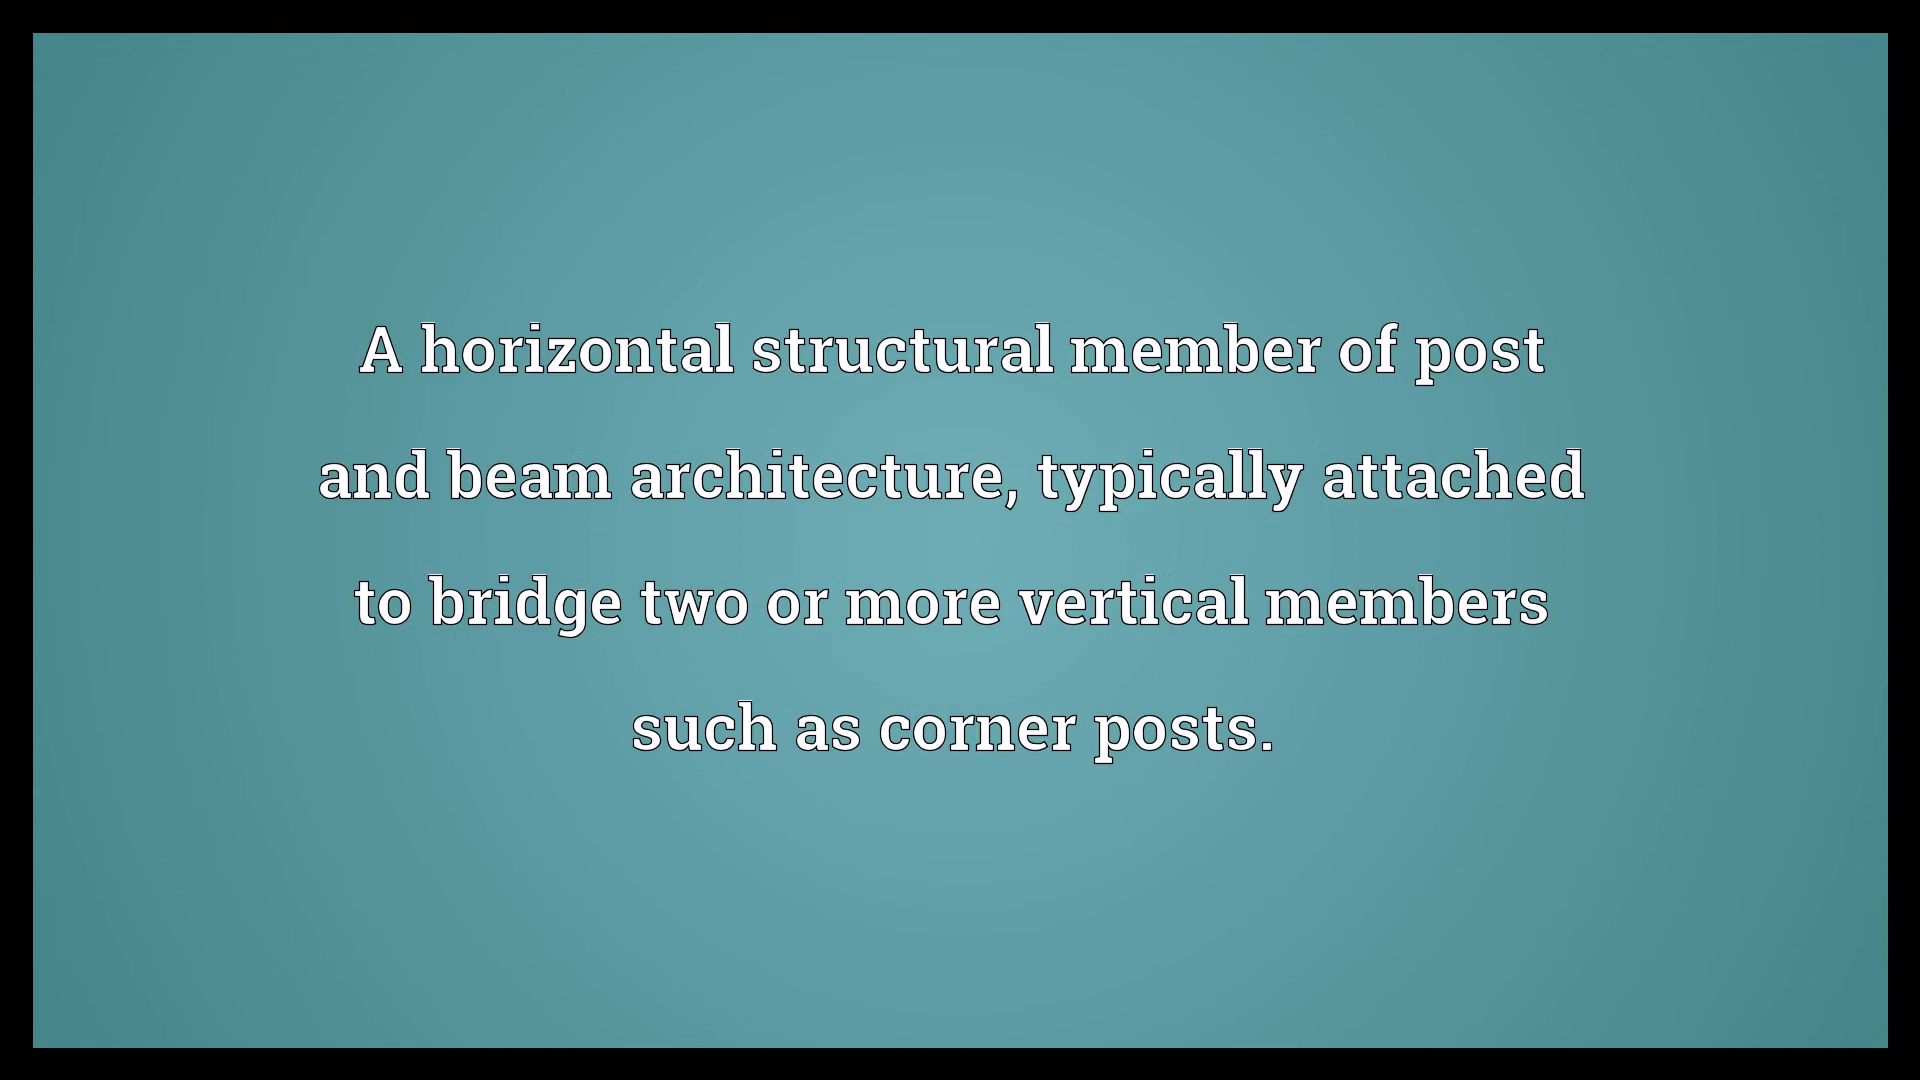 A horizontal structural member of post
and beam architecture, typically attached
to bridge two or more vertical members
such as corner posts.